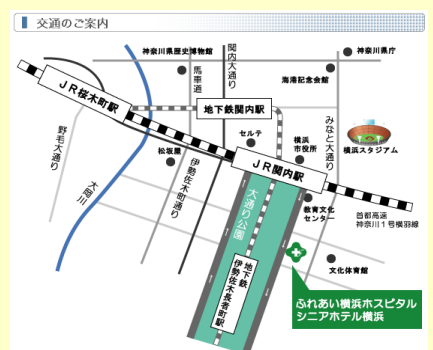 交通のご案内
神奈川県歴史博物館
関内大通り
神奈川県庁
馬車道
海港記念会館
JR桜木町駅
地下鉄関内駅
みなと大通り
野毛大通り
セルテ
横浜
市役所
横浜スタジアム
松坂屋
JR関内駅
大岡川
伊勢佐木町通り
大通り公園
教育文化
センター
首都高速
神奈川1号横羽線
地下鉄
伊勢佐木長者町駅
文化体育館
ふれあい横浜ホスピタル
シニアホテル横浜